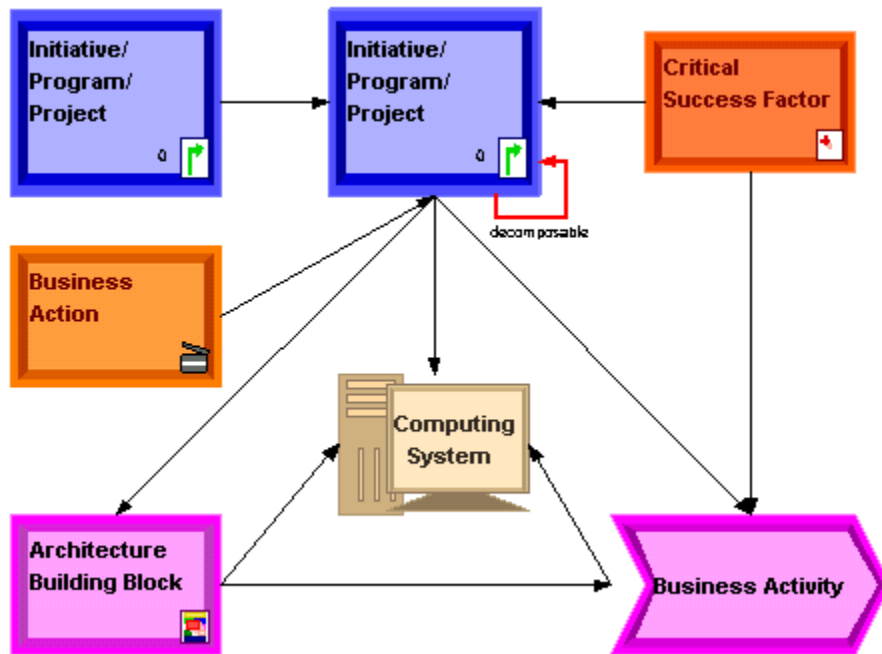 Initiative/
Program/
Project
Initiative/
Program/
Project
Critical
Success Factor
decomposable
Business
Action
Computing
System
Architecture
Building Block
Business Activity